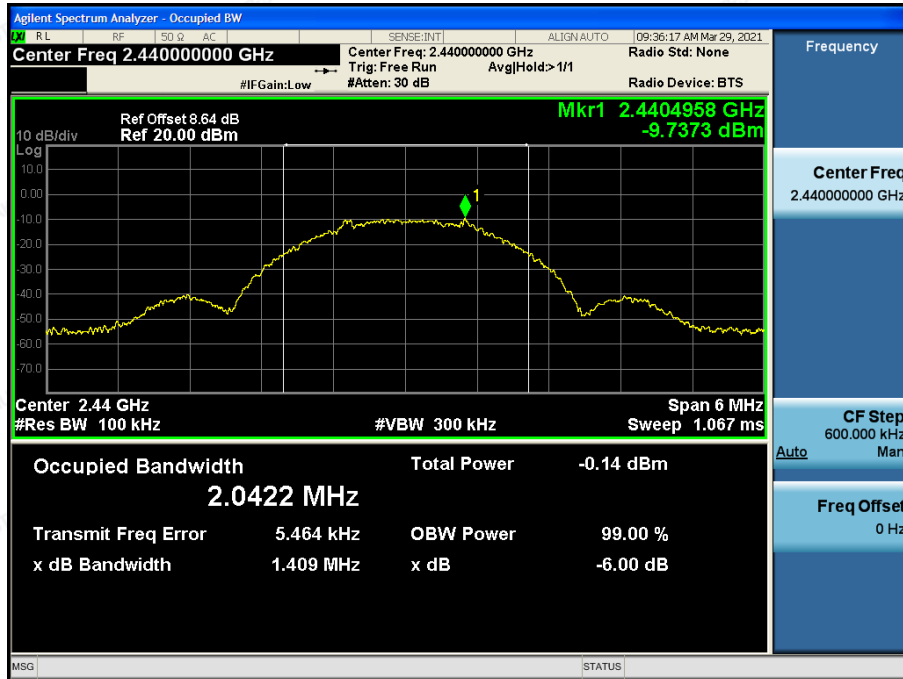 Agilent Spectrum Analyzer - Occupied BW
LXI RL RF 50 Ω AC SENSE:INT ALIGN AUTO 09:36:17 AM Mar 29, 2021
Center Freq 2.440000000 GHz
Center Freq: 2.440000000 GHz
Radio Std: None
Trig: Free Run Avg|Hold:>1/1
#IFGain:Low
#Atten: 30 dB
Radio Device: BTS
Frequency
Mkr1 2.4404958 GHz
-9.7373 dBm
Ref Offset 8.64 dB
10 dB/div Ref 20.00 dBm
Log
10.0
0.00
-10.0
-20.0
-30.0
-40.0
-50.0
-60.0
-70.0
1
Center 2.44 GHz Span 6 MHz
#Res BW 100 kHz #VBW 300 kHz Sweep 1.067 ms
Occupied Bandwidth Total Power -0.14 dBm
2.0422 MHz
Transmit Freq Error 5.464 kHz OBW Power 99.00 %
x dB Bandwidth 1.409 MHz x dB -6.00 dB
Center Freq
2.440000000 GHz
CF Step
600.000 kHz
Auto Man
Freq Offset
0 Hz
MSG STATUS